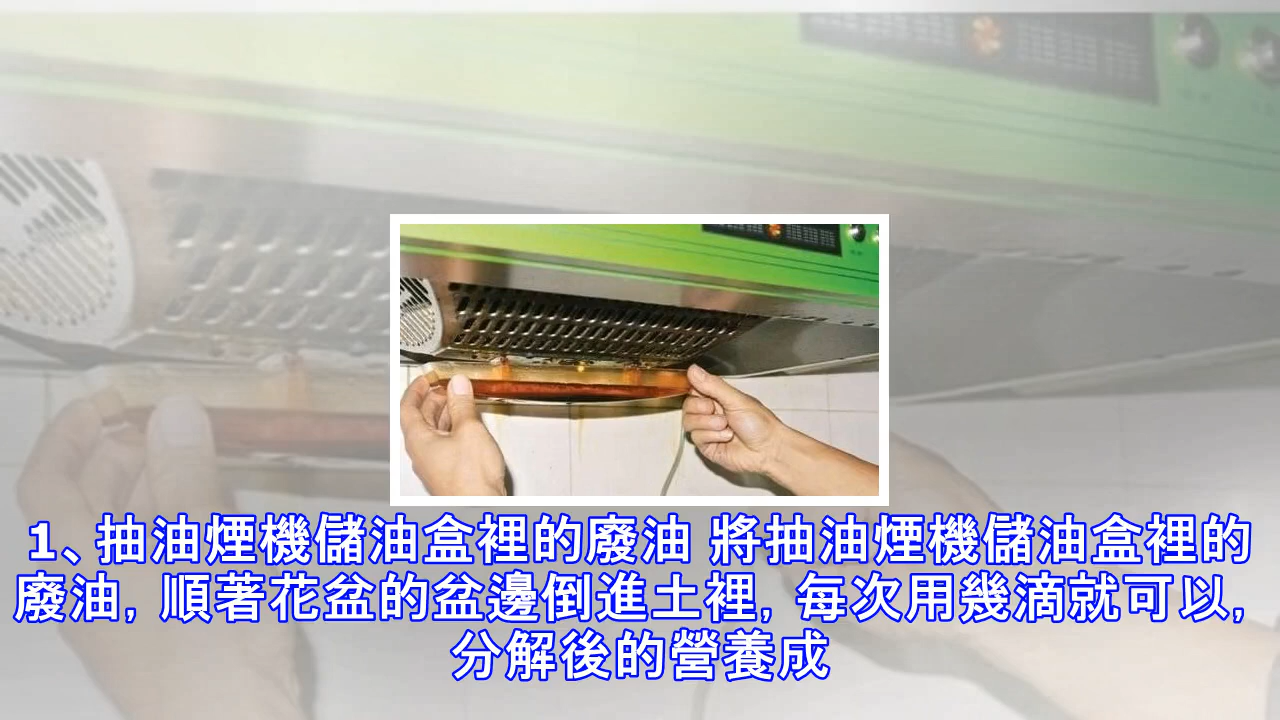 1、抽油煙機儲油盒裡的廢油 將抽油煙機儲油盒裡的
廢油, 順著花盆的盆邊倒進土裡, 每次用幾滴就可以,
分解後的營養成